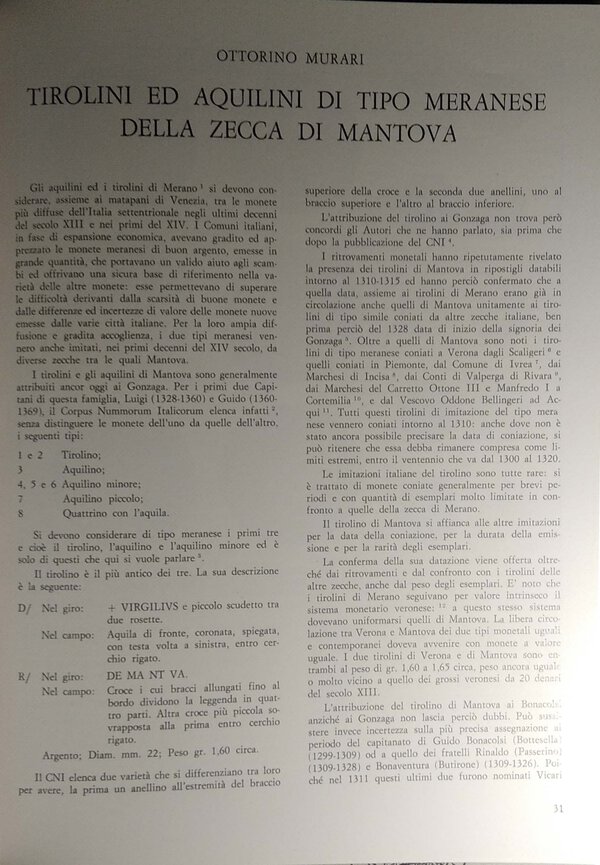 OTTORINO MURARI
TIROLINI ED AQUILINI DI TIPO MERANESE
DELLA ZECCA DI MANTOVA
Gli aquilini ed i tirolini di Merano ¹ si devono con-
siderare, assieme ai matapani di Venezia, tra le monete
più diffuse dell'Italia settentrionale negli ultimi decenni
del secolo XIII e nei primi del XIV. I Comuni italiani,
in fase di espansione economica, avevano gradito ed ap-
prezzato le monete meranesi di buon argento, emesse in
grande quantità, che portavano un valido aiuto agli scam-
bi ed offrivano una sicura base di riferimento nella va-
rietà delle altre monete: esse permettevano di superare
le difficoltà derivanti dalla scarsità di buone monete e
dalle differenze ed incertezze di valore delle monete nuove
emesse dalle varie città italiane. Per la loro ampia dif-
fusione e gradita accoglienza, i due tipi meranesi ven-
nero anche imitati, nei primi decenni del XIV secolo, da
diverse zecche tra le quali Mantova.
I tirolini e gli aquilini di Mantova sono generalmente
attribuiti ancor oggi ai Gonzaga. Per i primi due Capi-
tani di questa famiglia, Luigi (1328-1360) e Guido (1360-
1369), il Corpus Nummorum Italicorum elenca infatti ²,
senza distinguere le monete dell'uno da quelle dell'altro,
i seguenti tipi:
1 e 2 Tirolino;
3 Aquilino;
4, 5 e 6 Aquilino minore;
7 Aquilino piccolo;
8 Quattrino con l'aquila.
Si devono considerare di tipo meranese i primi tre
e cioè il tirolino, l'aquilino e l'aquilino minore ed è
solo di questi che qui si vuole parlare ³.
Il tirolino è il più antico dei tre. La sua descrizione
è la seguente:
D/ Nel giro: + VIRGILIVS e piccolo scudetto tra
due rosette.
Nel campo: Aquila di fronte, coronata, spiegata,
con testa volta a sinistra, entro cer-
chio rigato.
R/ Nel giro: DE MA NT VA.
Nel campo: Croce i cui bracci allungati fino al
bordo dividono la leggenda in quat-
tro parti. Altra croce più piccola so-
vrapposta alla prima entro cerchio
rigato.
Argento; Diam. mm. 22; Peso gr. 1,60 circa.
Il CNI elenca due varietà che si differenziano tra loro
per avere, la prima un anellino all'estremità del braccio
superiore della croce e la seconda due anellini, uno al
braccio superiore e l'altro al braccio inferiore.
L'attribuzione del tirolino ai Gonzaga non trova però
concordi gli Autori che ne hanno parlato, sia prima che
dopo la pubblicazione del CNI ⁴.
I ritrovamenti monetali hanno ripetutamente rivelato
la presenza dei tirolini di Mantova in ripostigli databili
intorno al 1310-1315 ed hanno perciò confermato che a
quella data, assieme ai tirolini di Merano erano già in
circolazione anche quelli di Mantova unitamente ai tiro-
lini di tipo simile coniati da altre zecche italiane, ben
prima perciò del 1328 data di inizio della signoria dei
Gonzaga ⁵. Oltre a quelli di Mantova sono noti i tiro-
lini di tipo meranese coniati a Verona dagli Scaligeri ⁶ e
quelli coniati in Piemonte, dal Comune di Ivrea ⁷, dai
Marchesi di Incisa ⁸, dai Conti di Valperga di Rivara ⁹,
dai Marchesi del Carretto Ottone III e Manfredo I a
Cortemilia ¹⁰, e dal Vescovo Oddone Bellingeri ad Ac-
qui ¹¹. Tutti questi tirolini di imitazione del tipo mera
nese vennero coniati intorno al 1310: anche dove non è
stato ancora possibile precisare la data di coniazione, si
può ritenere che essa debba rimanere compresa come li-
miti estremi, entro il ventennio che va dal 1300 al 1320.
Le imitazioni italiane del tirolino sono tutte rare: si
è trattato di monete coniate generalmente per brevi pe-
riodi e con quantità di esemplari molto limitate in con-
fronto a quelle della zecca di Merano.
Il tirolino di Mantova si affianca alle altre imitazioni
per la data della coniazione, per la durata della emis-
sione e per la rarità degli esemplari.
La conferma della sua datazione viene offerta oltre-
ché dai ritrovamenti e dal confronto con i tirolini delle
altre zecche, anche dal peso degli esemplari. E' noto che
i tirolini di Merano seguivano per valore intrinseco il
sistema monetario veronese: ¹² a questo stesso sistema
dovevano uniformarsi quelli di Mantova. La libera circo-
lazione tra Verona e Mantova dei due tipi monetali uguali
e contemporanei doveva avvenire con monete a valore
uguale. I due tirolini di Verona e di Mantova sono en-
trambi al peso di gr. 1,60 a 1,65 circa, peso ancora uguale
o molto vicino a quello dei grossi veronesi da 20 denari
del secolo XIII.
L'attribuzione del tirolino di Mantova ai Bonacolsi
anziché ai Gonzaga non lascia perciò dubbi. Può sussi-
stere invece incertezza sulla più precisa assegnazione al
periodo del capitanato di Guido Bonacolsi (Bottesella)
(1299-1309) od a quello dei fratelli Rinaldo (Passerino)
(1309-1328) e Bonaventura (Butirone) (1309-1326). Poi-
ché nel 1311 questi ultimi due furono nominati Vicari
31